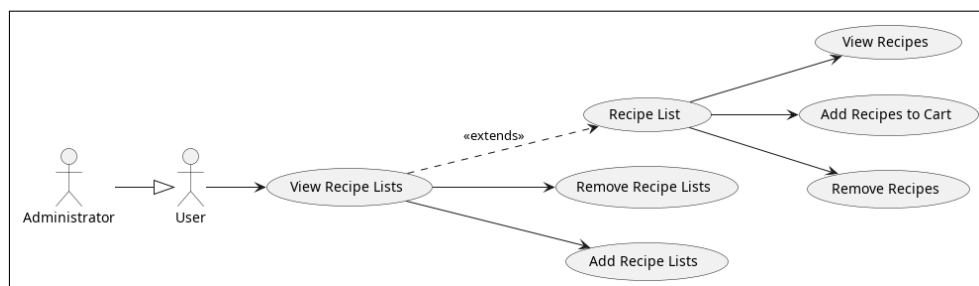 View Recipes
Recipe List
Add Recipes to Cart
«extends»
View Recipe Lists
Remove Recipe Lists
Remove Recipes
Administrator
User
Add Recipe Lists